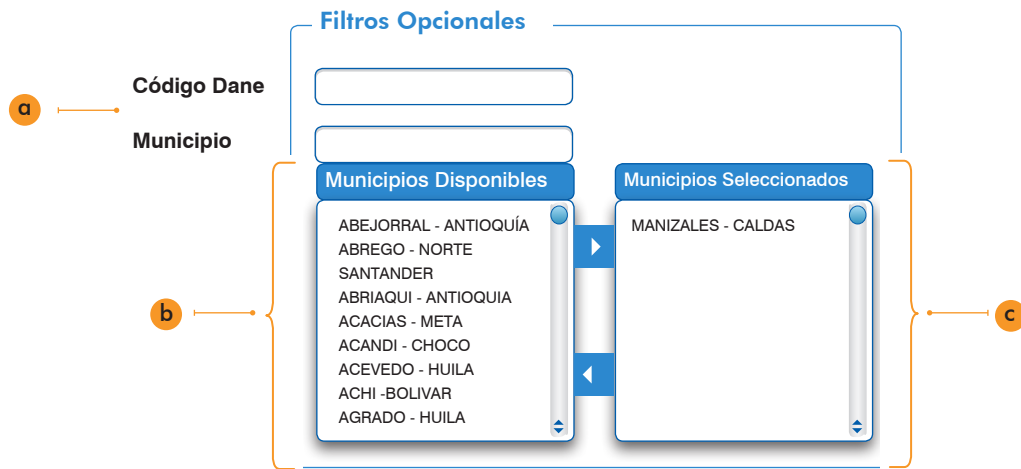 Filtros Opcionales
Código Dane
a
Municipio
Municipios Disponibles
Municipios Seleccionados
ABEJORRAL - ANTIOQUÍA
ABREGO - NORTE
SANTANDER
ABRIAQUI - ANTIOQUIA
ACACIAS - META
ACANDI - CHOCO
ACEVEDO - HUILA
ACHI -BOLIVAR
AGRADO - HUILA
MANIZALES - CALDAS
b
c